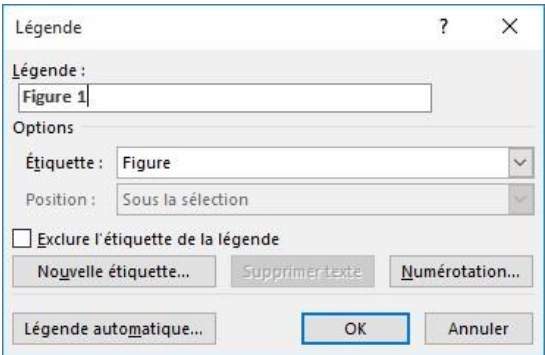 Légende ? ×
Légende :
Figure 1
Options
Étiquette : Figure
Position : Sous la sélection
Exclure l'étiquette de la légende
Nouvelle étiquette... Supprimer texte Numérotation...
Légende automatique... OK Annuler